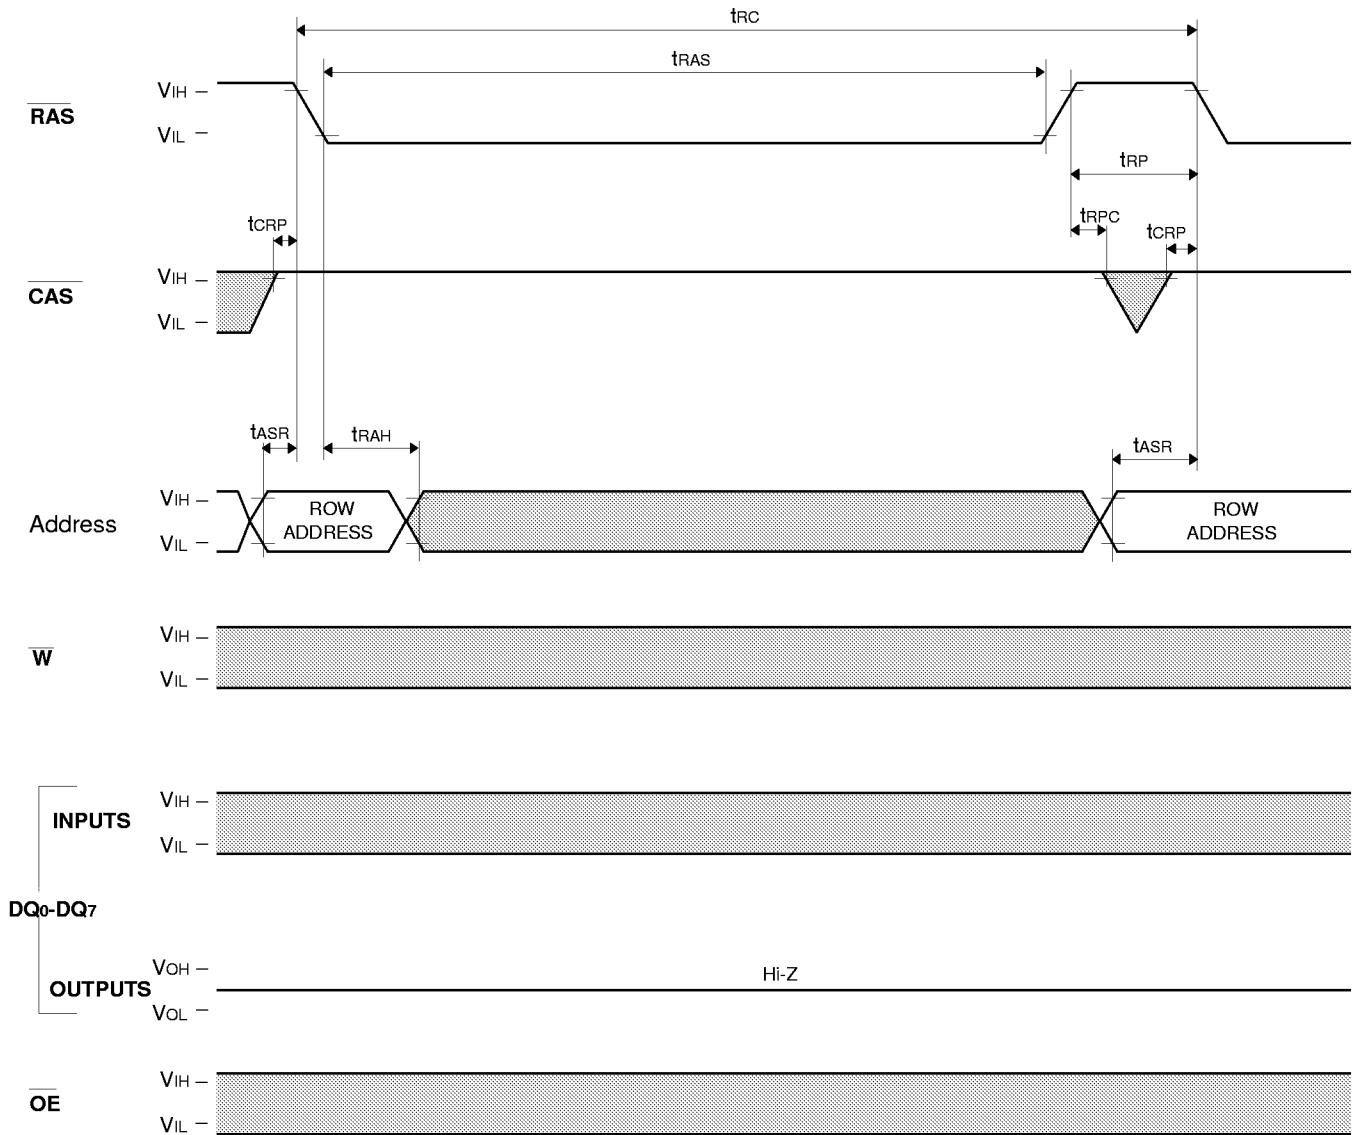 tRC
tRAS
VIH –
RAS
VIL –
tRP
tCRP
tRPC
tCRP
VIH –
CAS
VIL –
tASR
tRAH
tASR
VIH –
ROW
ADDRESS
ROW
ADDRESS
Address
VIL –
VIH –
W
VIL –
VIH –
INPUTS
VIL –
DQ0-DQ7
VOH –
Hi-Z
OUTPUTS
VOL –
VIH –
OE
VIL –